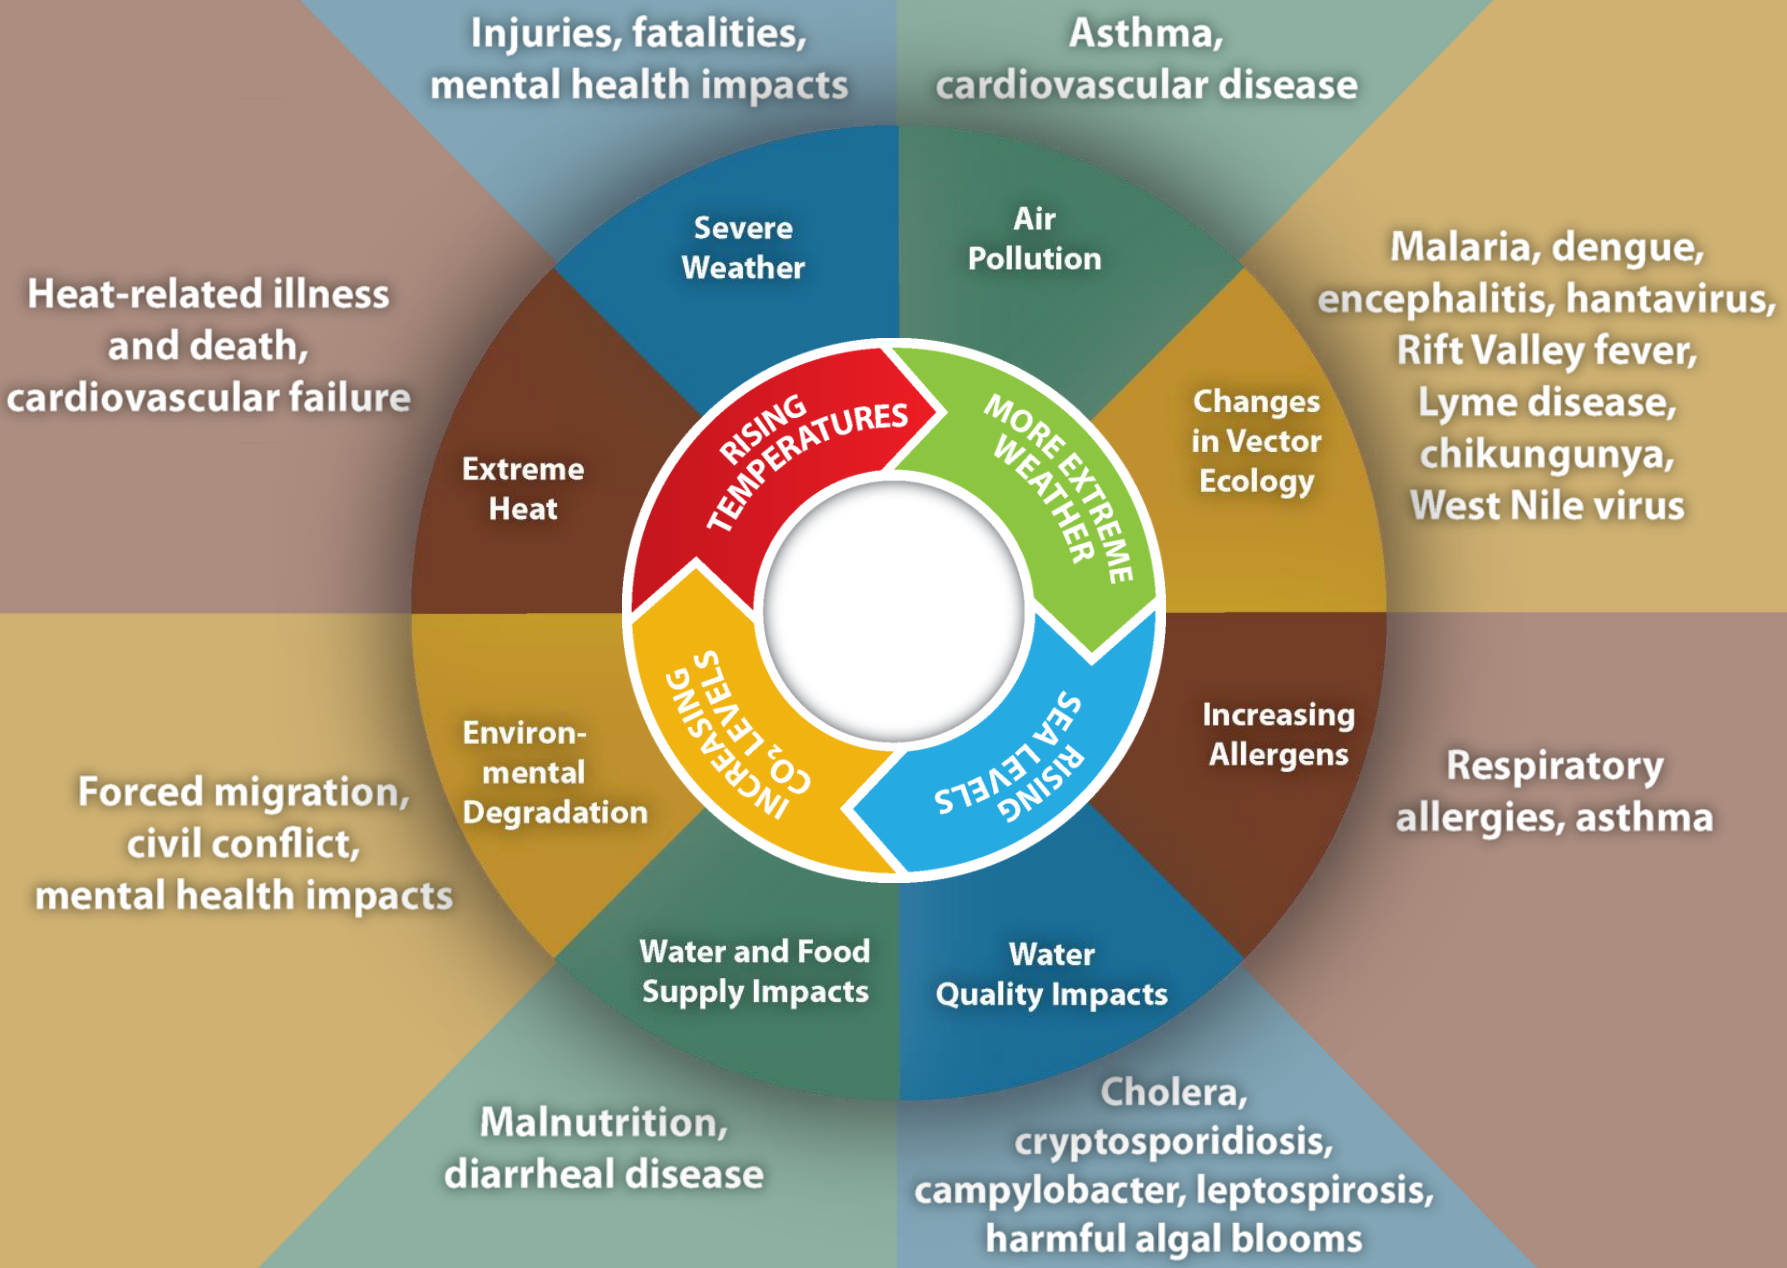 Injuries, fatalities,
mental health impacts
Asthma,
cardiovascular disease
Malaria, dengue,
encephalitis, hantavirus,
Rift Valley fever,
Lyme disease,
chikungunya,
West Nile virus
Respiratory
allergies, asthma
Cholera,
cryptosporidiosis,
campylobacter, leptospirosis,
harmful algal blooms
Malnutrition,
diarrheal disease
Forced migration,
civil conflict,
mental health impacts
Heat-related illness
and death,
cardiovascular failure
Severe
Weather
Air
Pollution
Changes
in Vector
Ecology
Increasing
Allergens
Water
Quality Impacts
Water and Food
Supply Impacts
Environ-
mental
Degradation
Extreme
Heat
RISING
TEMPERATURES
MORE EXTREME
WEATHER
RISING
SEA LEVELS
INCREASING
CO₂ LEVELS